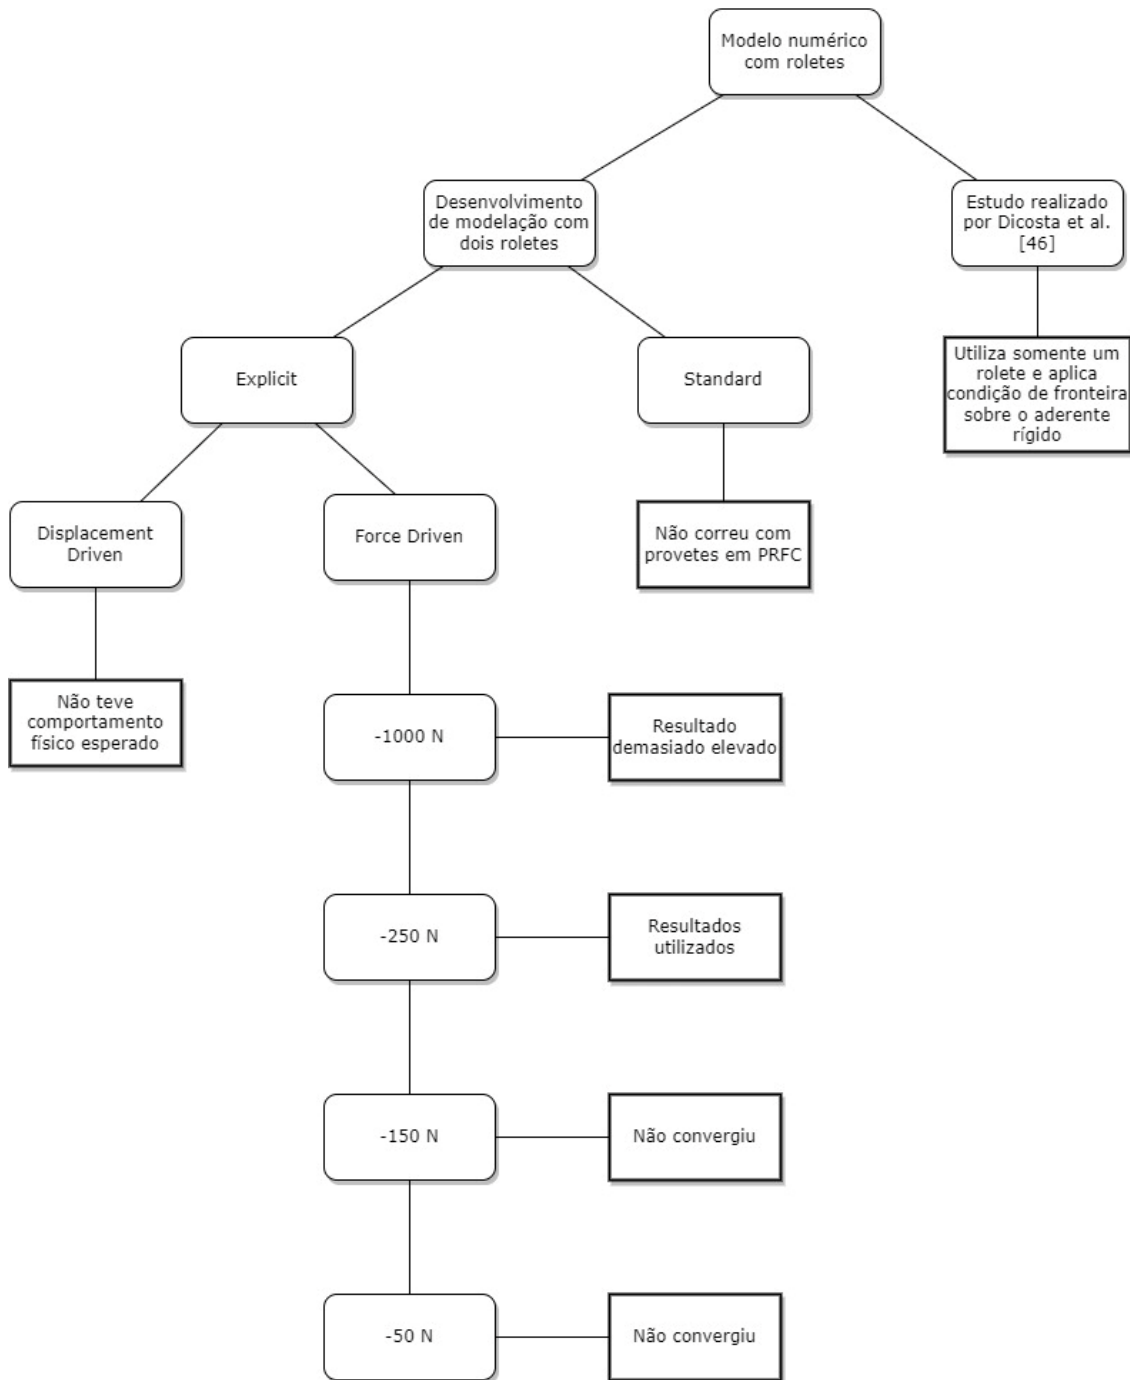 Modelo numérico
com roletes
Desenvolvimento
de modelação com
dois roletes
Estudo realizado
por Dicosta et al.
[46]
Explicit
Standard
Utiliza somente um
rolete e aplica
condição de fronteira
sobre o aderente
rígido
Displacement
Driven
Force Driven
Não correu com
provetes em PRFC
Não teve
comportamento
físico esperado
-1000 N
Resultado
demasiado elevado
-250 N
Resultados
utilizados
-150 N
Não convergiu
-50 N
Não convergiu